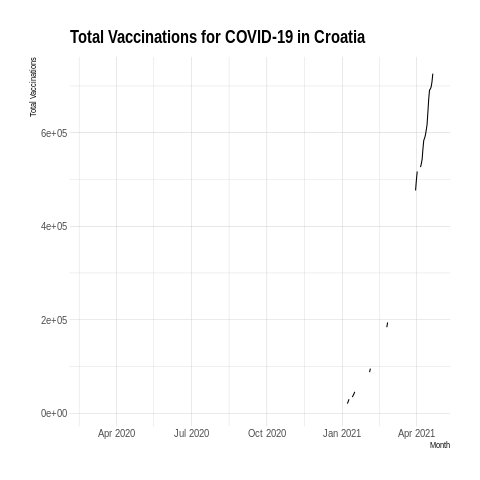 Total Vaccinations for COVID-19 in Croatia
Total Vaccinations
6e+05
4e+05
2e+05
0e+00
Apr 2020 Jul 2020 Oct 2020 Jan 2021 Apr 2021
Month